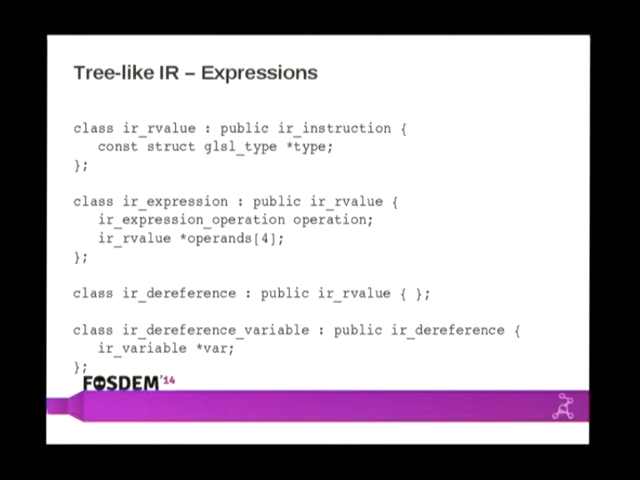 Tree-like IR – Expressions
class ir_rvalue : public ir_instruction {
const struct glsl_type *type;
};
class ir_expression : public ir_rvalue {
ir_expression_operation operation;
ir_rvalue *operands[4];
};
class ir_dereference : public ir_rvalue { };
class ir_dereference_variable : public ir_dereference {
ir_variable *var;
};
FOSDEM'14